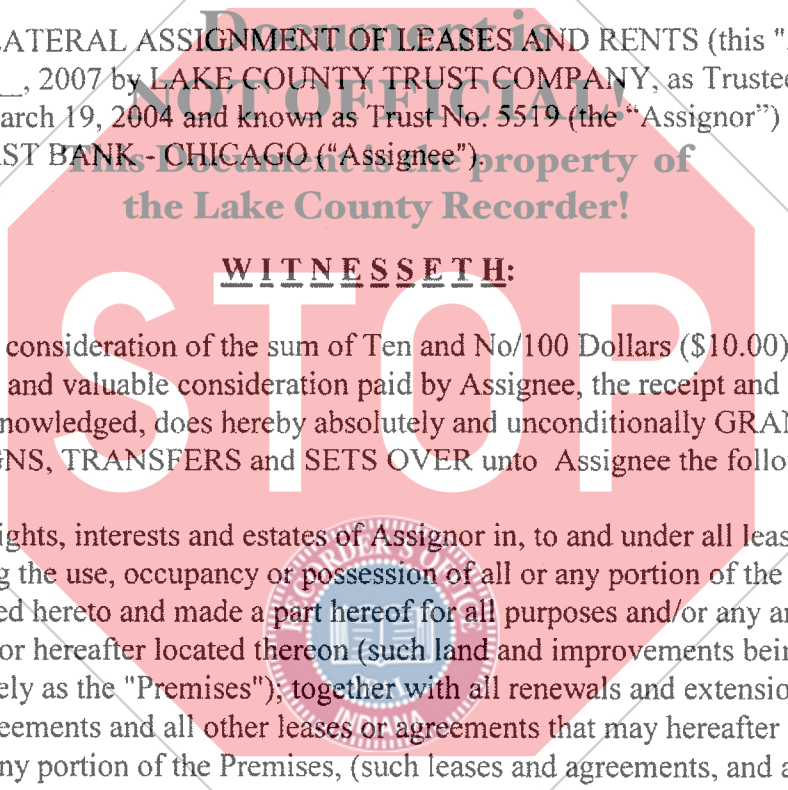 Document is
LATERAL ASSIGNMENT OF LEASES AND RENTS (this "
__, 2007 by LAKE COUNTY TRUST COMPANY, as Trustee
NOT OFFICIAL!
arch 19, 2004 and known as Trust No. 5519 (the “Assignor”)
ST BANK - CHICAGO (“Assignee").
This Document is the property of
the Lake County Recorder!
WITNESSETH:
STOP
consideration of the sum of Ten and No/100 Dollars ($10.00)
and valuable consideration paid by Assignee, the receipt and
nowledged, does hereby absolutely and unconditionally GRAN
GNS, TRANSFERS and SETS OVER unto Assignee the follo
ights, interests and estates of Assignor in, to and under all leas
g the use, occupancy or possession of all or any portion of the
ed hereto and made a part hereof for all purposes and/or any a
or hereafter located thereon (such land and improvements bei
ely as the "Premises"); together with all renewals and extensio
eements and all other leases or agreements that may hereafter
ny portion of the Premises, (such leases and agreements, and a